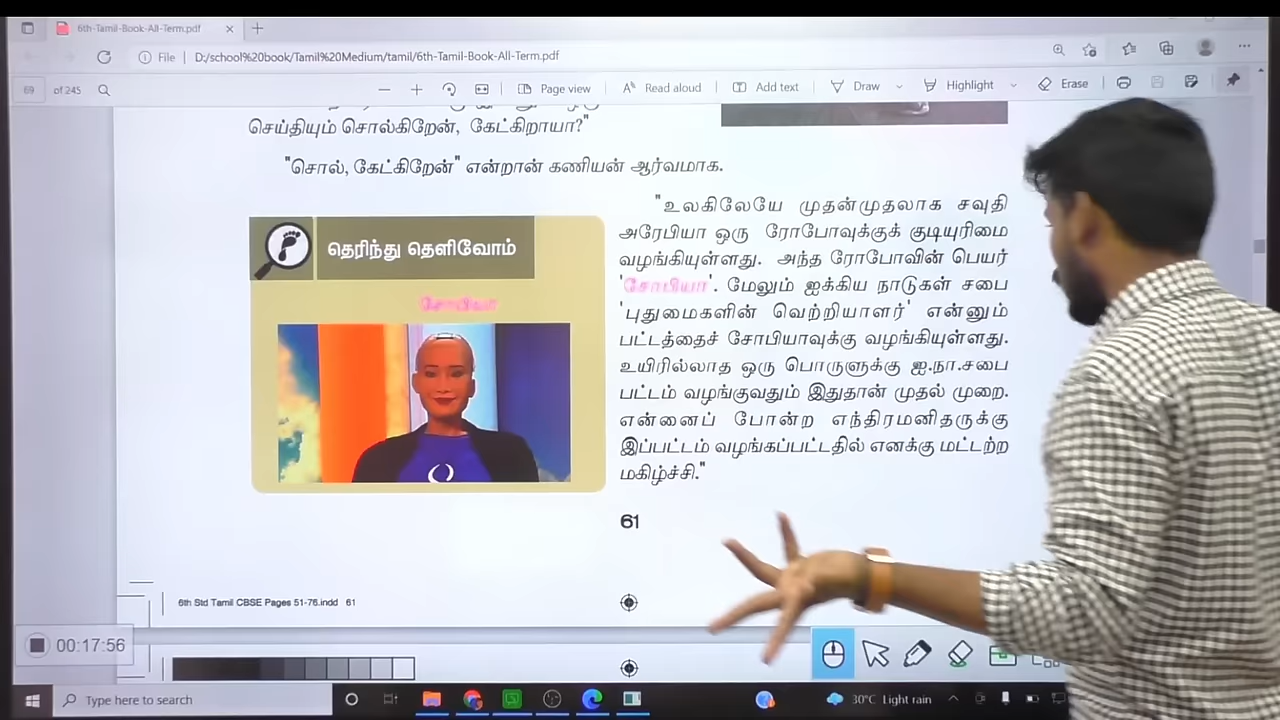 6th-Tamil-Book-All-Term.pdf
File
D:/school%20book/Tamil%20Medium/tamil/6th-Tamil-Book-All-Term.pdf
69 of 245
Page view
Read aloud
Add text
Draw
Highlight
Erase
செய்தியும் சொல்கிறேன், கேட்கிறாயா?"
"சொல், கேட்கிறேன்" என்றான் கணியன் ஆர்வமாக.
தெரிந்து தெளிவோம்
சோபியா
"உலகிலேயே முதன்முதலாக சவுதி
அரேபியா ஒரு ரோபோவுக்குக் குடியுரிமை
வழங்கியுள்ளது. அந்த ரோபோவின் பெயர்
'சோபியா'. மேலும் ஐக்கிய நாடுகள் சபை
'புதுமைகளின் வெற்றியாளர்' என்னும்
பட்டத்தைச் சோபியாவுக்கு வழங்கியுள்ளது.
உயிரில்லாத ஒரு பொருளுக்கு ஐ.நா.சபை
பட்டம் வழங்குவதும் இதுதான் முதல் முறை.
என்னைப் போன்ற எந்திரமனிதருக்கு
இப்பட்டம் வழங்கப்பட்டதில் எனக்கு மட்டற்ற
மகிழ்ச்சி."
61
6th Std Tamil CBSE Pages 51-76.indd 61
00:17:56
Type here to search
30°C Light rain